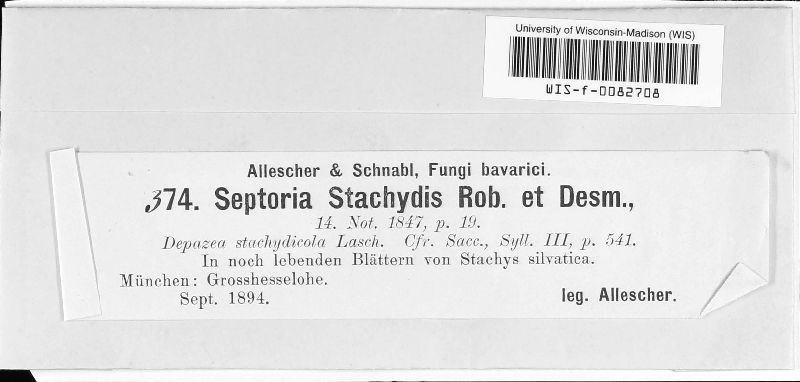 University of Wisconsin-Madison (WIS)
WIS-f-0082708
Allescher & Schnabl, Fungi bavarici.
374. Septoria Stachydis Rob. et Desm.,
14. Not. 1847, p. 19.
Depazea stachydicola Lasch. Cfr. Sacc., Syll. III, p. 541.
In noch lebenden Blättern von Stachys silvatica.
München: Grosshesselohe.
Sept. 1894.
leg. Allescher.